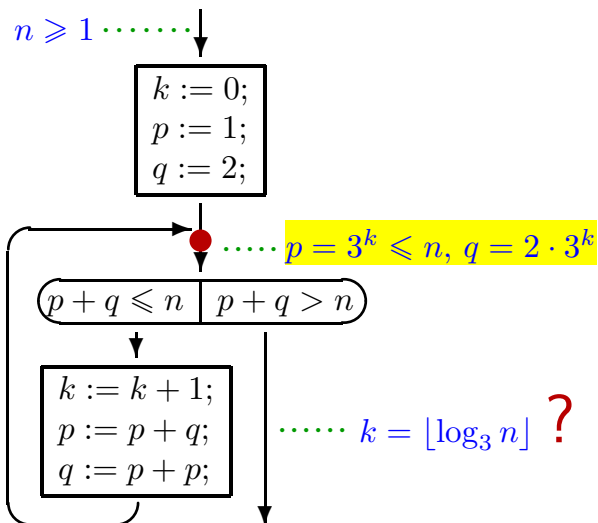 n ⩾ 1
k := 0;
p := 1;
q := 2;
p = 3^k ⩽ n, q = 2 · 3^k
p + q ⩽ n p + q > n
k := k + 1;
p := p + q;
k = ⌊log₃ n⌋ ?
q := p + p;